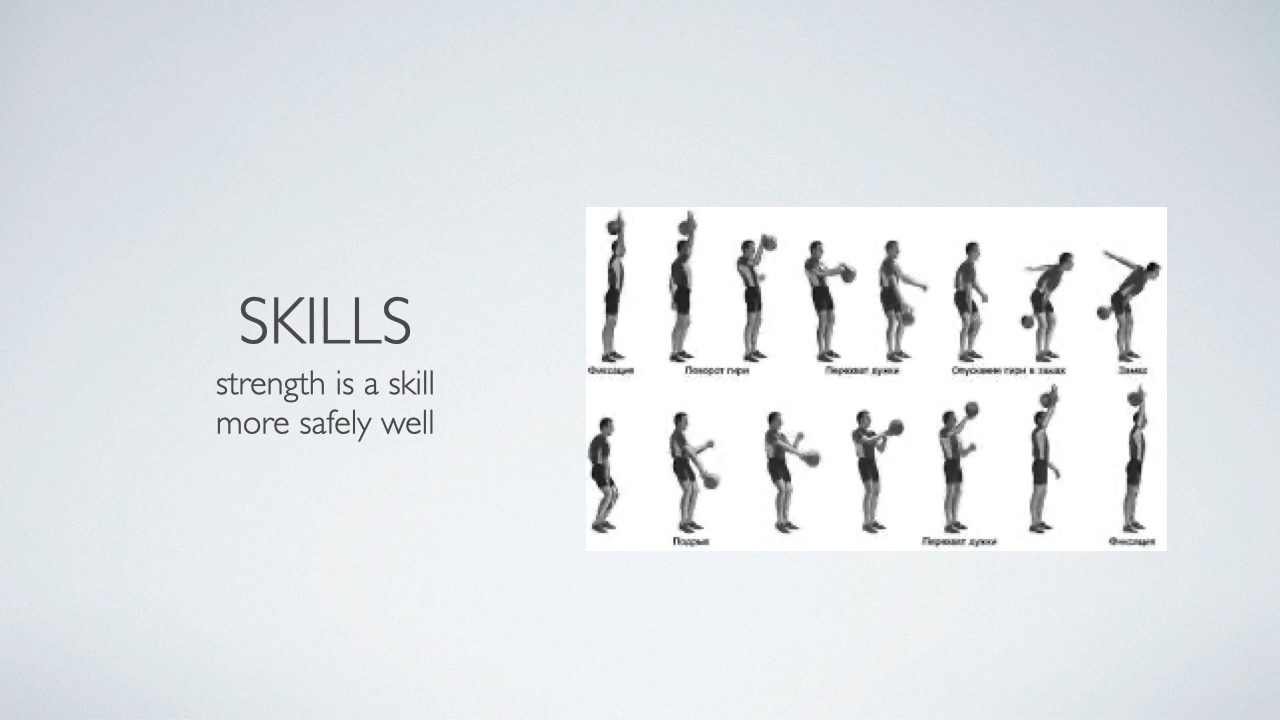 SKILLS
strength is a skill
more safely well
Фиксация Поворот гири Перехват дужки Опускание гири в замах Замах
Подрыв Перехват дужки Фиксация